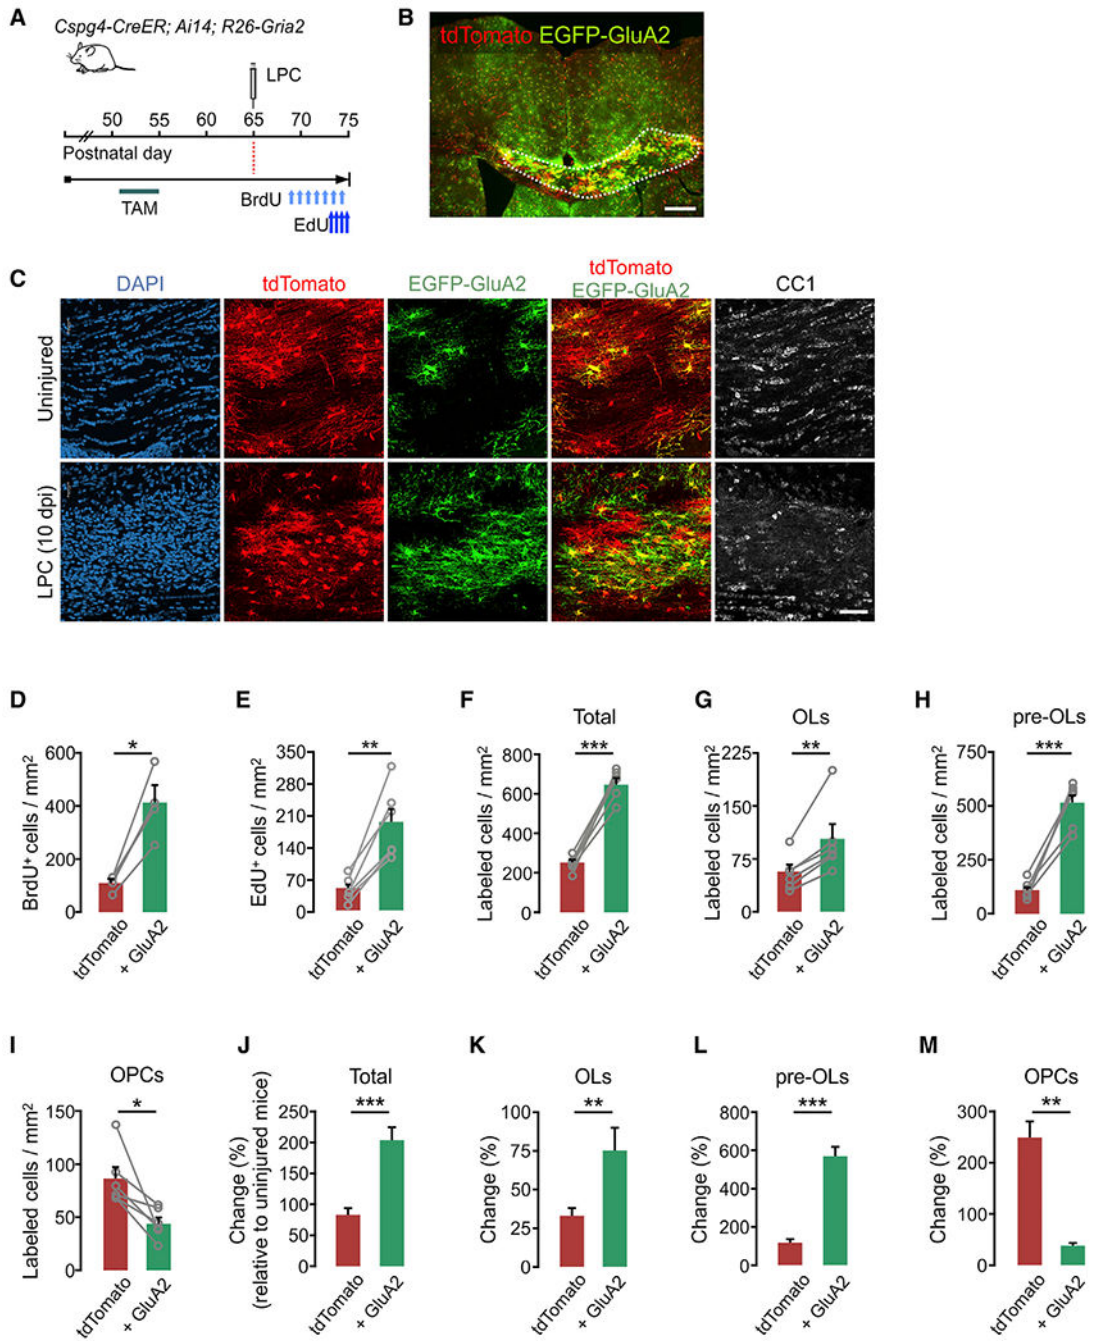 A
Cspg4-CreER; Ai14; R26-Gria2
LPC
50 55 60 65 70 75
Postnatal day
TAM
BrdU
EdU
B
tdTomato EGFP-GluA2
C
DAPI
tdTomato
EGFP-GluA2
tdTomato
EGFP-GluA2
CC1
Uninjured
LPC (10 dpi)
D
*
BrdU⁺ cells / mm²
600
400
200
0
tdTomato
+ GluA2
E
**
EdU⁺ cells / mm²
350
280
210
140
70
0
tdTomato
+ GluA2
F
Total
***
Labeled cells / mm²
800
600
400
200
0
tdTomato
+ GluA2
G
OLs
**
Labeled cells / mm²
225
150
75
0
tdTomato
+ GluA2
H
pre-OLs
***
Labeled cells / mm²
750
500
250
0
tdTomato
+ GluA2
I
OPCs
*
Labeled cells / mm²
150
100
50
0
tdTomato
+ GluA2
J
Total
***
Change (%)
(relative to uninjured mice)
250
200
150
100
50
0
tdTomato
+ GluA2
K
OLs
**
Change (%)
100
75
50
25
0
tdTomato
+ GluA2
L
pre-OLs
***
Change (%)
800
600
400
200
0
tdTomato
+ GluA2
M
OPCs
**
Change (%)
300
200
100
0
tdTomato
+ GluA2